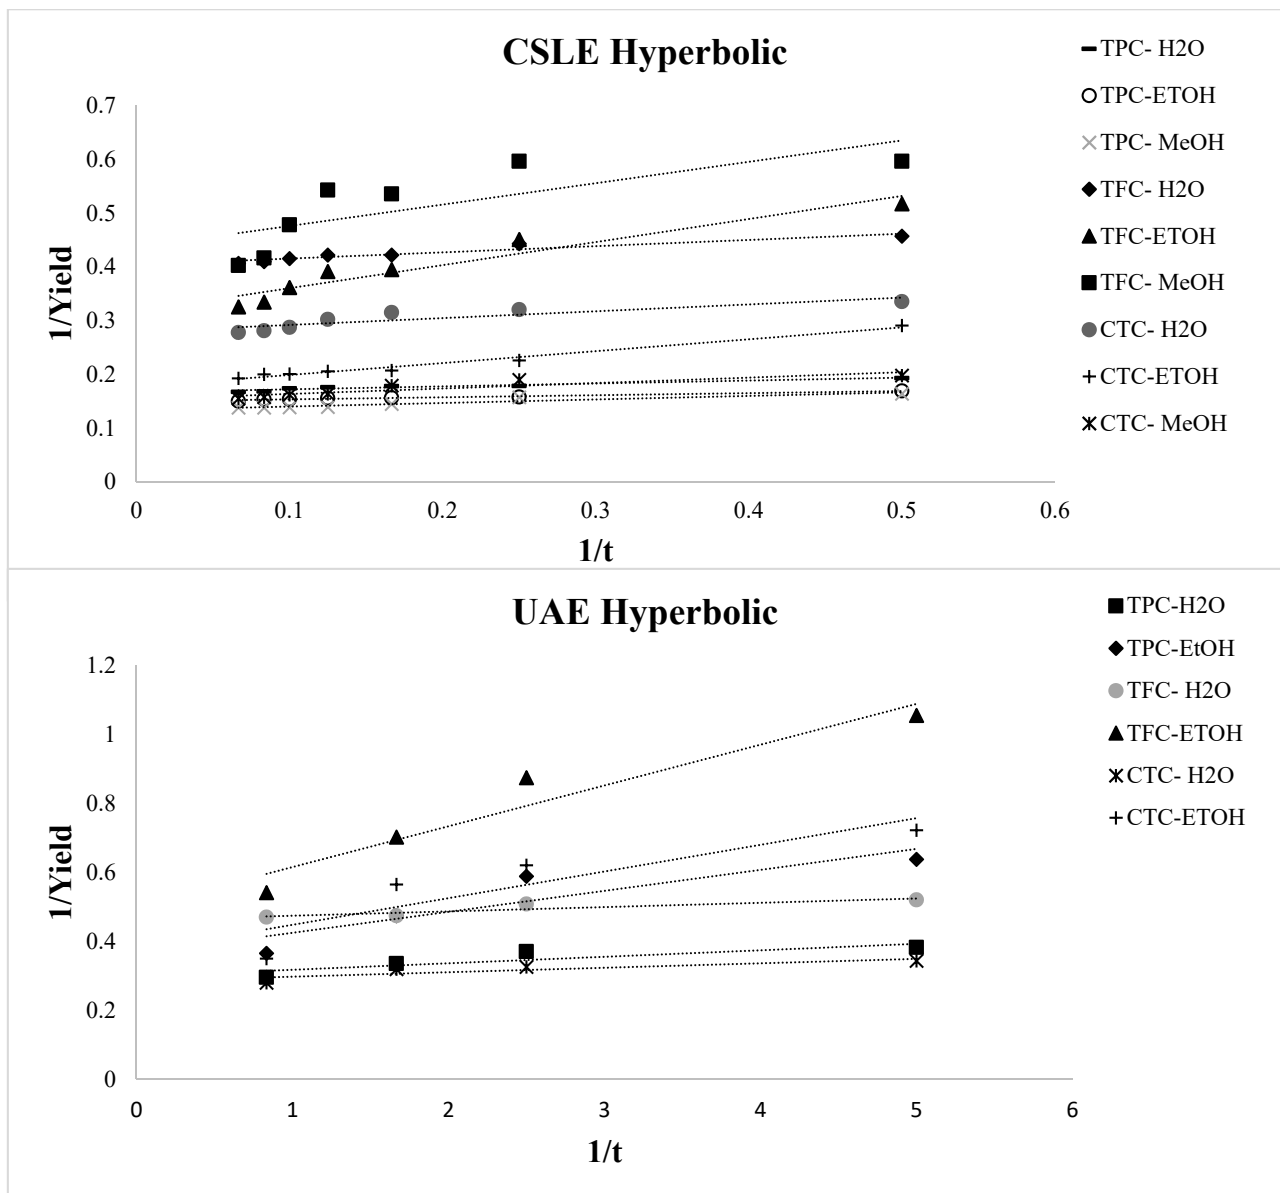 CSLE Hyperbolic
TPC- H2O
TPC-ETOH
TPC- MeOH
TFC- H2O
TFC-ETOH
TFC- MeOH
CTC- H2O
CTC-ETOH
CTC- MeOH
1/Yield
0.7
0.6
0.5
0.4
0.3
0.2
0.1
0
0 0.1 0.2 0.3 0.4 0.5 0.6
1/t
UAE Hyperbolic
TPC-H2O
TPC-EtOH
TFC- H2O
TFC-ETOH
CTC- H2O
CTC-ETOH
1/Yield
1.2
1
0.8
0.6
0.4
0.2
0
0 1 2 3 4 5 6
1/t